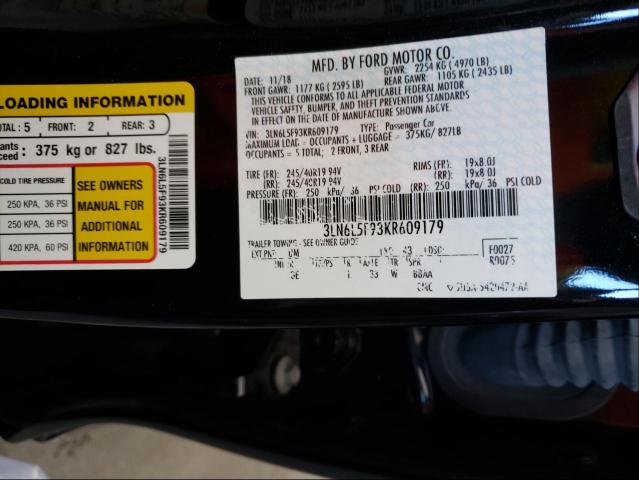 LOADING INFORMATION
TOTAL: 5 FRONT: 2 REAR: 3
375 kg or 827 lbs.
COLD TIRE PRESSURE
250 KPA, 36 PSI
250 KPA, 36 PSI
420 KPA, 60 PSI
SEE OWNERS
MANUAL FOR
ADDITIONAL
INFORMATION
3LN6L5F93KR609179
MFD. BY FORD MOTOR CO.
DATE: 11/18 GVWR: 2254 KG ( 4970 LB)
FRONT GAWR: 1177 KG ( 2595 LB) REAR GAWR: 1105 KG ( 2435 LB)
THIS VEHICLE CONFORMS TO ALL APPLICABLE FEDERAL MOTOR
VEHICLE SAFETY, BUMPER, AND THEFT PREVENTION STANDARDS
IN EFFECT ON THE DATE OF MANUFACTURE SHOWN ABOVE.
VIN: 3LN6L5F93KR609179 TYPE: Passenger Car
MAXIMUM LOAD = OCCUPANTS + LUGGAGE = 375KG/ 827LB
OCCUPANTS = 5 TOTAL: 2 FRONT, 3 REAR
TIRE (FR): 245/40R19 94V RIMS (FR): 19x8.0J
(RR): 245/40R19 94V (RR): 19x8.0J
PRESSURE (FR): 250 kPa/ 36 PSI COLD (RR): 250 kPa/ 36 PSI COLD
3LN6L5F93KR609179
TRAILER TOWING - SEE OWNER GUIDE
EXT PNT: UM 43 DSO: F0027
R0075
33 W